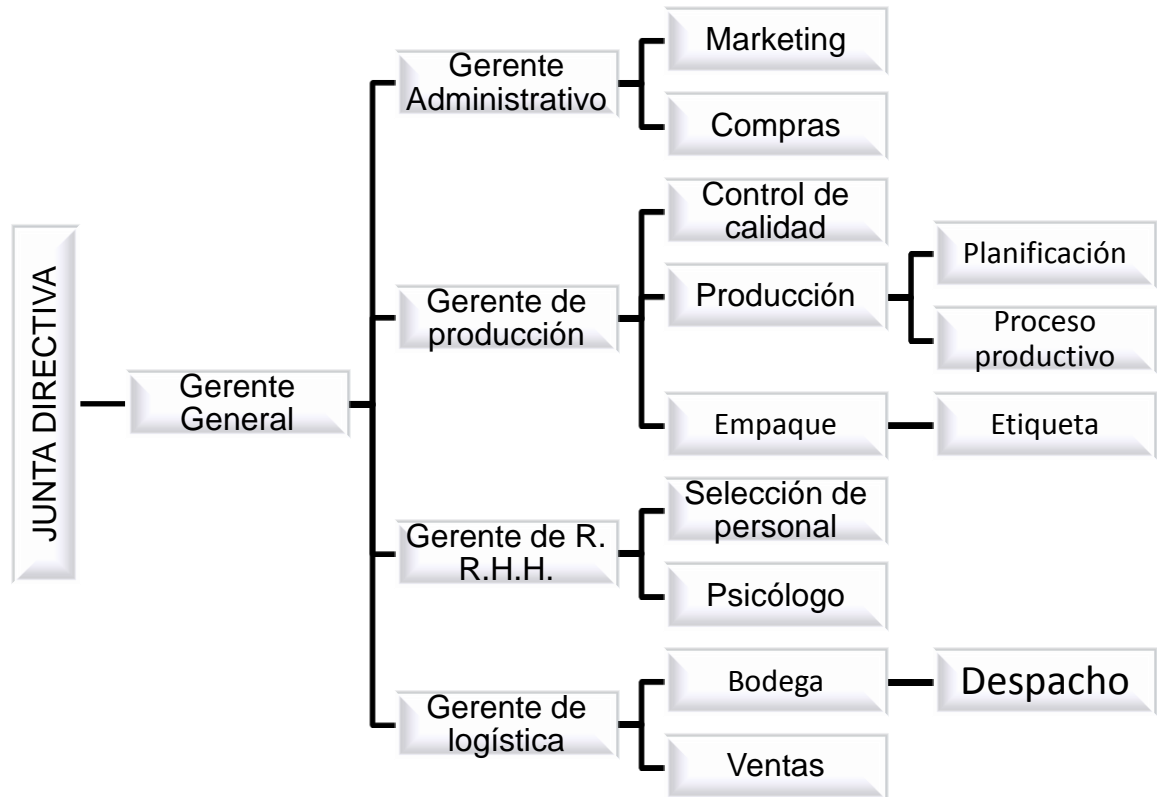 JUNTA DIRECTIVA
Gerente
General
Gerente
Administrativo
Marketing
Compras
Gerente de
producción
Control de
calidad
Producción
Planificación
Proceso
productivo
Empaque
Etiqueta
Gerente de R.
R.H.H.
Selección de
personal
Psicólogo
Gerente de
logística
Bodega
Despacho
Ventas